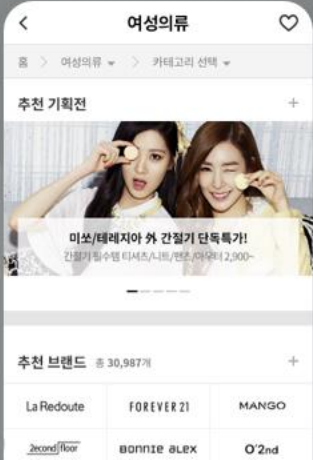 여성의류
홈 > 여성의류 > 카테고리 선택
추천 기획전 +
미쏘/테레지아 外 간절기 단독특가!
간절기 필수템 티셔츠/니트/팬츠/아우터 2,900~
추천 브랜드 총 30,987개 +
La Redoute FOREVER 21 MANGO
2econd floor BONNIE ALEX O'2nd